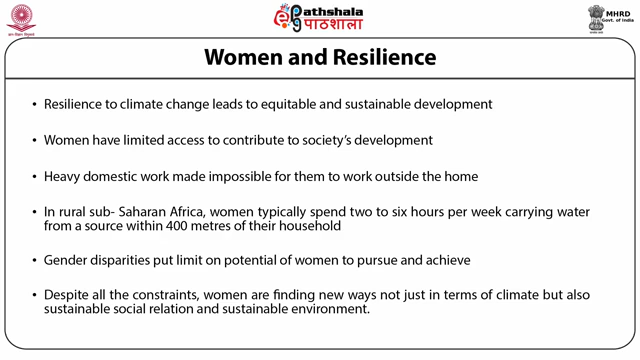 Pathshala
पाठशाला
MHRD
Govt. of India
Women and Resilience
• Resilience to climate change leads to equitable and sustainable development
• Women have limited access to contribute to society's development
• Heavy domestic work made impossible for them to work outside the home
• In rural sub- Saharan Africa, women typically spend two to six hours per week carrying water
from a source within 400 metres of their household
• Gender disparities put limit on potential of women to pursue and achieve
• Despite all the constraints, women are finding new ways not just in terms of climate but also
sustainable social relation and sustainable environment.